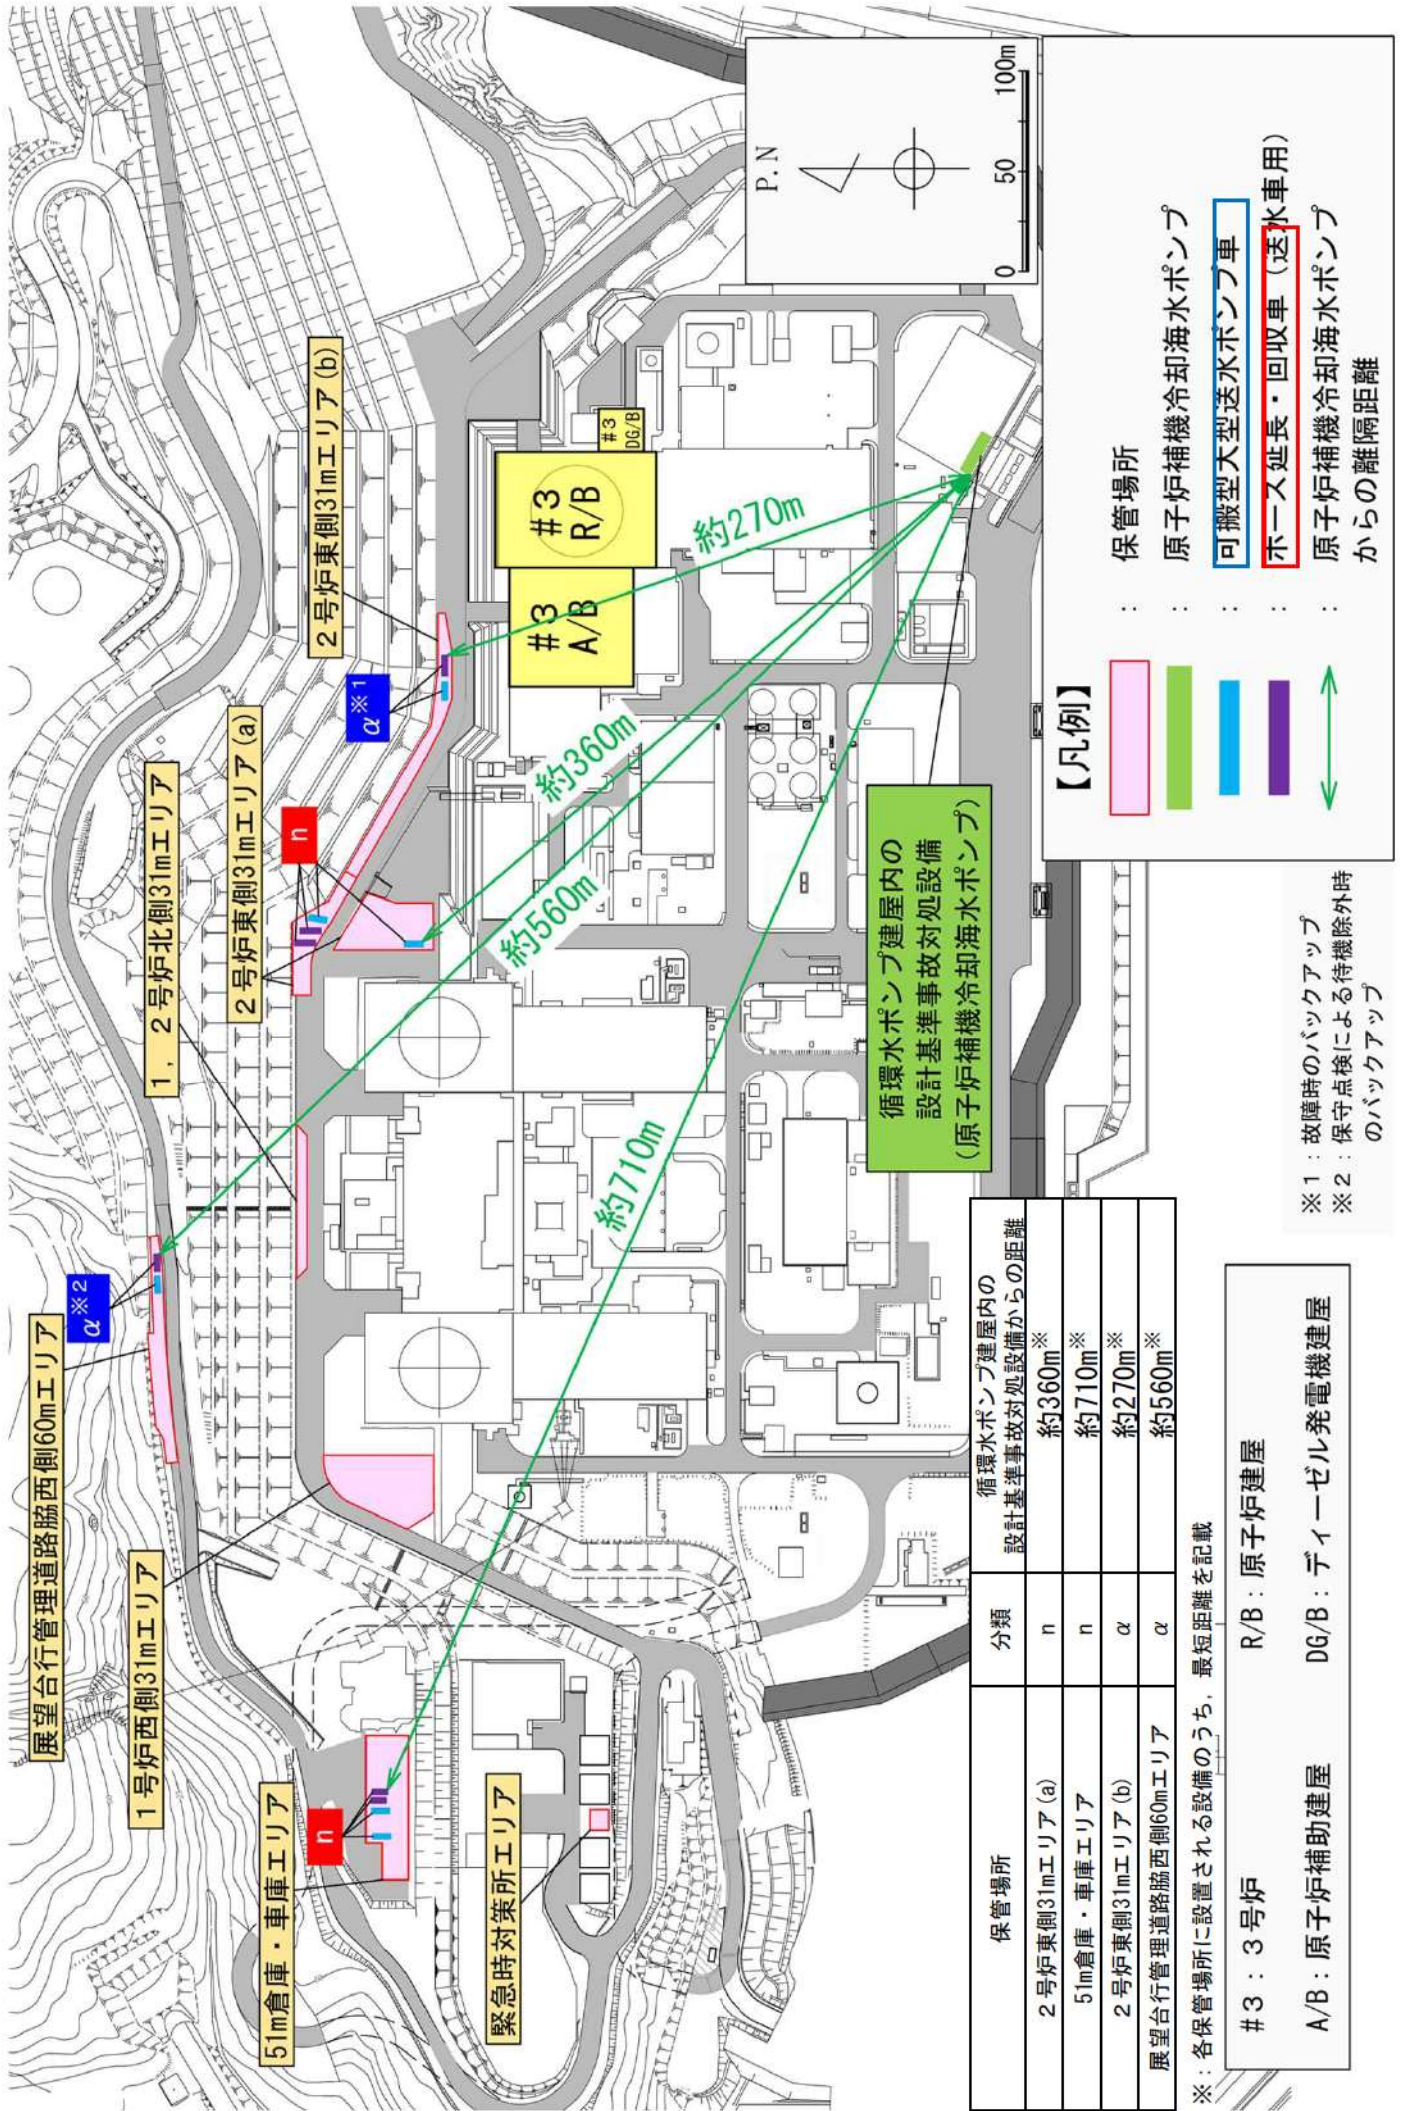 展望台行管理道路脇西側60mエリア
α※2
1，2号炉北側31mエリア
2号炉東側31mエリア(a)
n
α※1
2号炉東側31mエリア(b)
1号炉西側31mエリア
51m倉庫・車庫エリア
n
緊急時対策所エリア
#3
A/B
#3
R/B
#3
DG/B
約270m
約360m
約560m
約710m
循環水ポンプ建屋内の
設計基準事故対処設備
(原子炉補機冷却海水ポンプ)
P.N
0 50 100m
【凡例】
： 保管場所
： 原子炉補機冷却海水ポンプ
： 可搬型大型送水ポンプ車
： ホース延長・回収車（送水車用）
： 原子炉補機冷却海水ポンプ
からの離隔距離
保管場所 分類 循環水ポンプ建屋内の
設計基準事故対処設備からの距離
2号炉東側31mエリア(a) n 約360m※
51m倉庫・車庫エリア n 約710m※
2号炉東側31mエリア(b) α 約270m※
展望台行管理道路脇西側60mエリア α 約560m※
※：各保管場所に設置される設備のうち，最短距離を記載
※1：故障時のバックアップ
※2：保守点検による待機除外時
のバックアップ
#3：3号炉 R/B：原子炉建屋
A/B：原子炉補助建屋 DG/B：ディーゼル発電機建屋